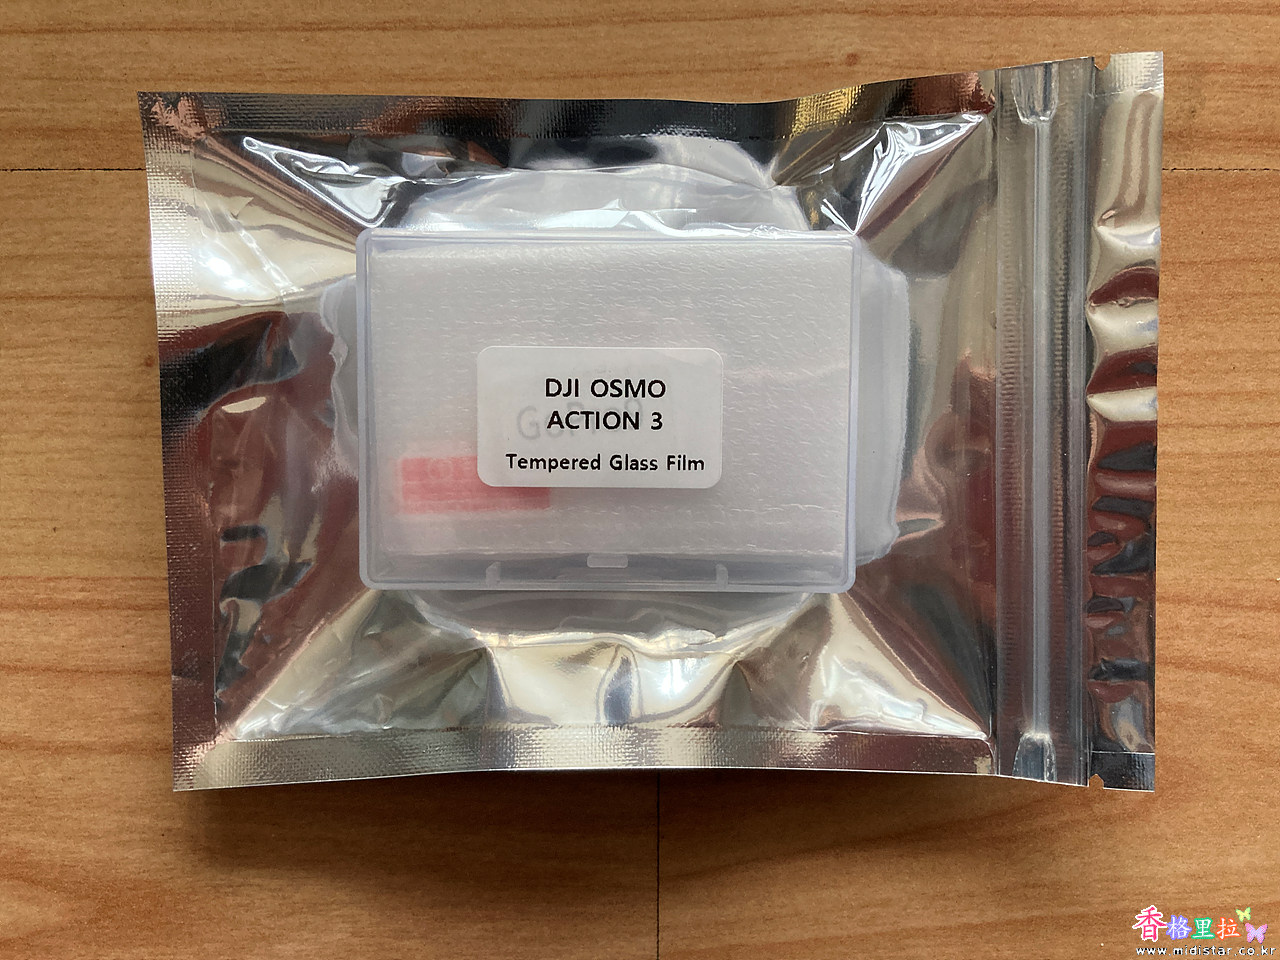 DJI OSMO
ACTION 3
Tempered Glass Film
香格里拉
www.midistar.co.kr